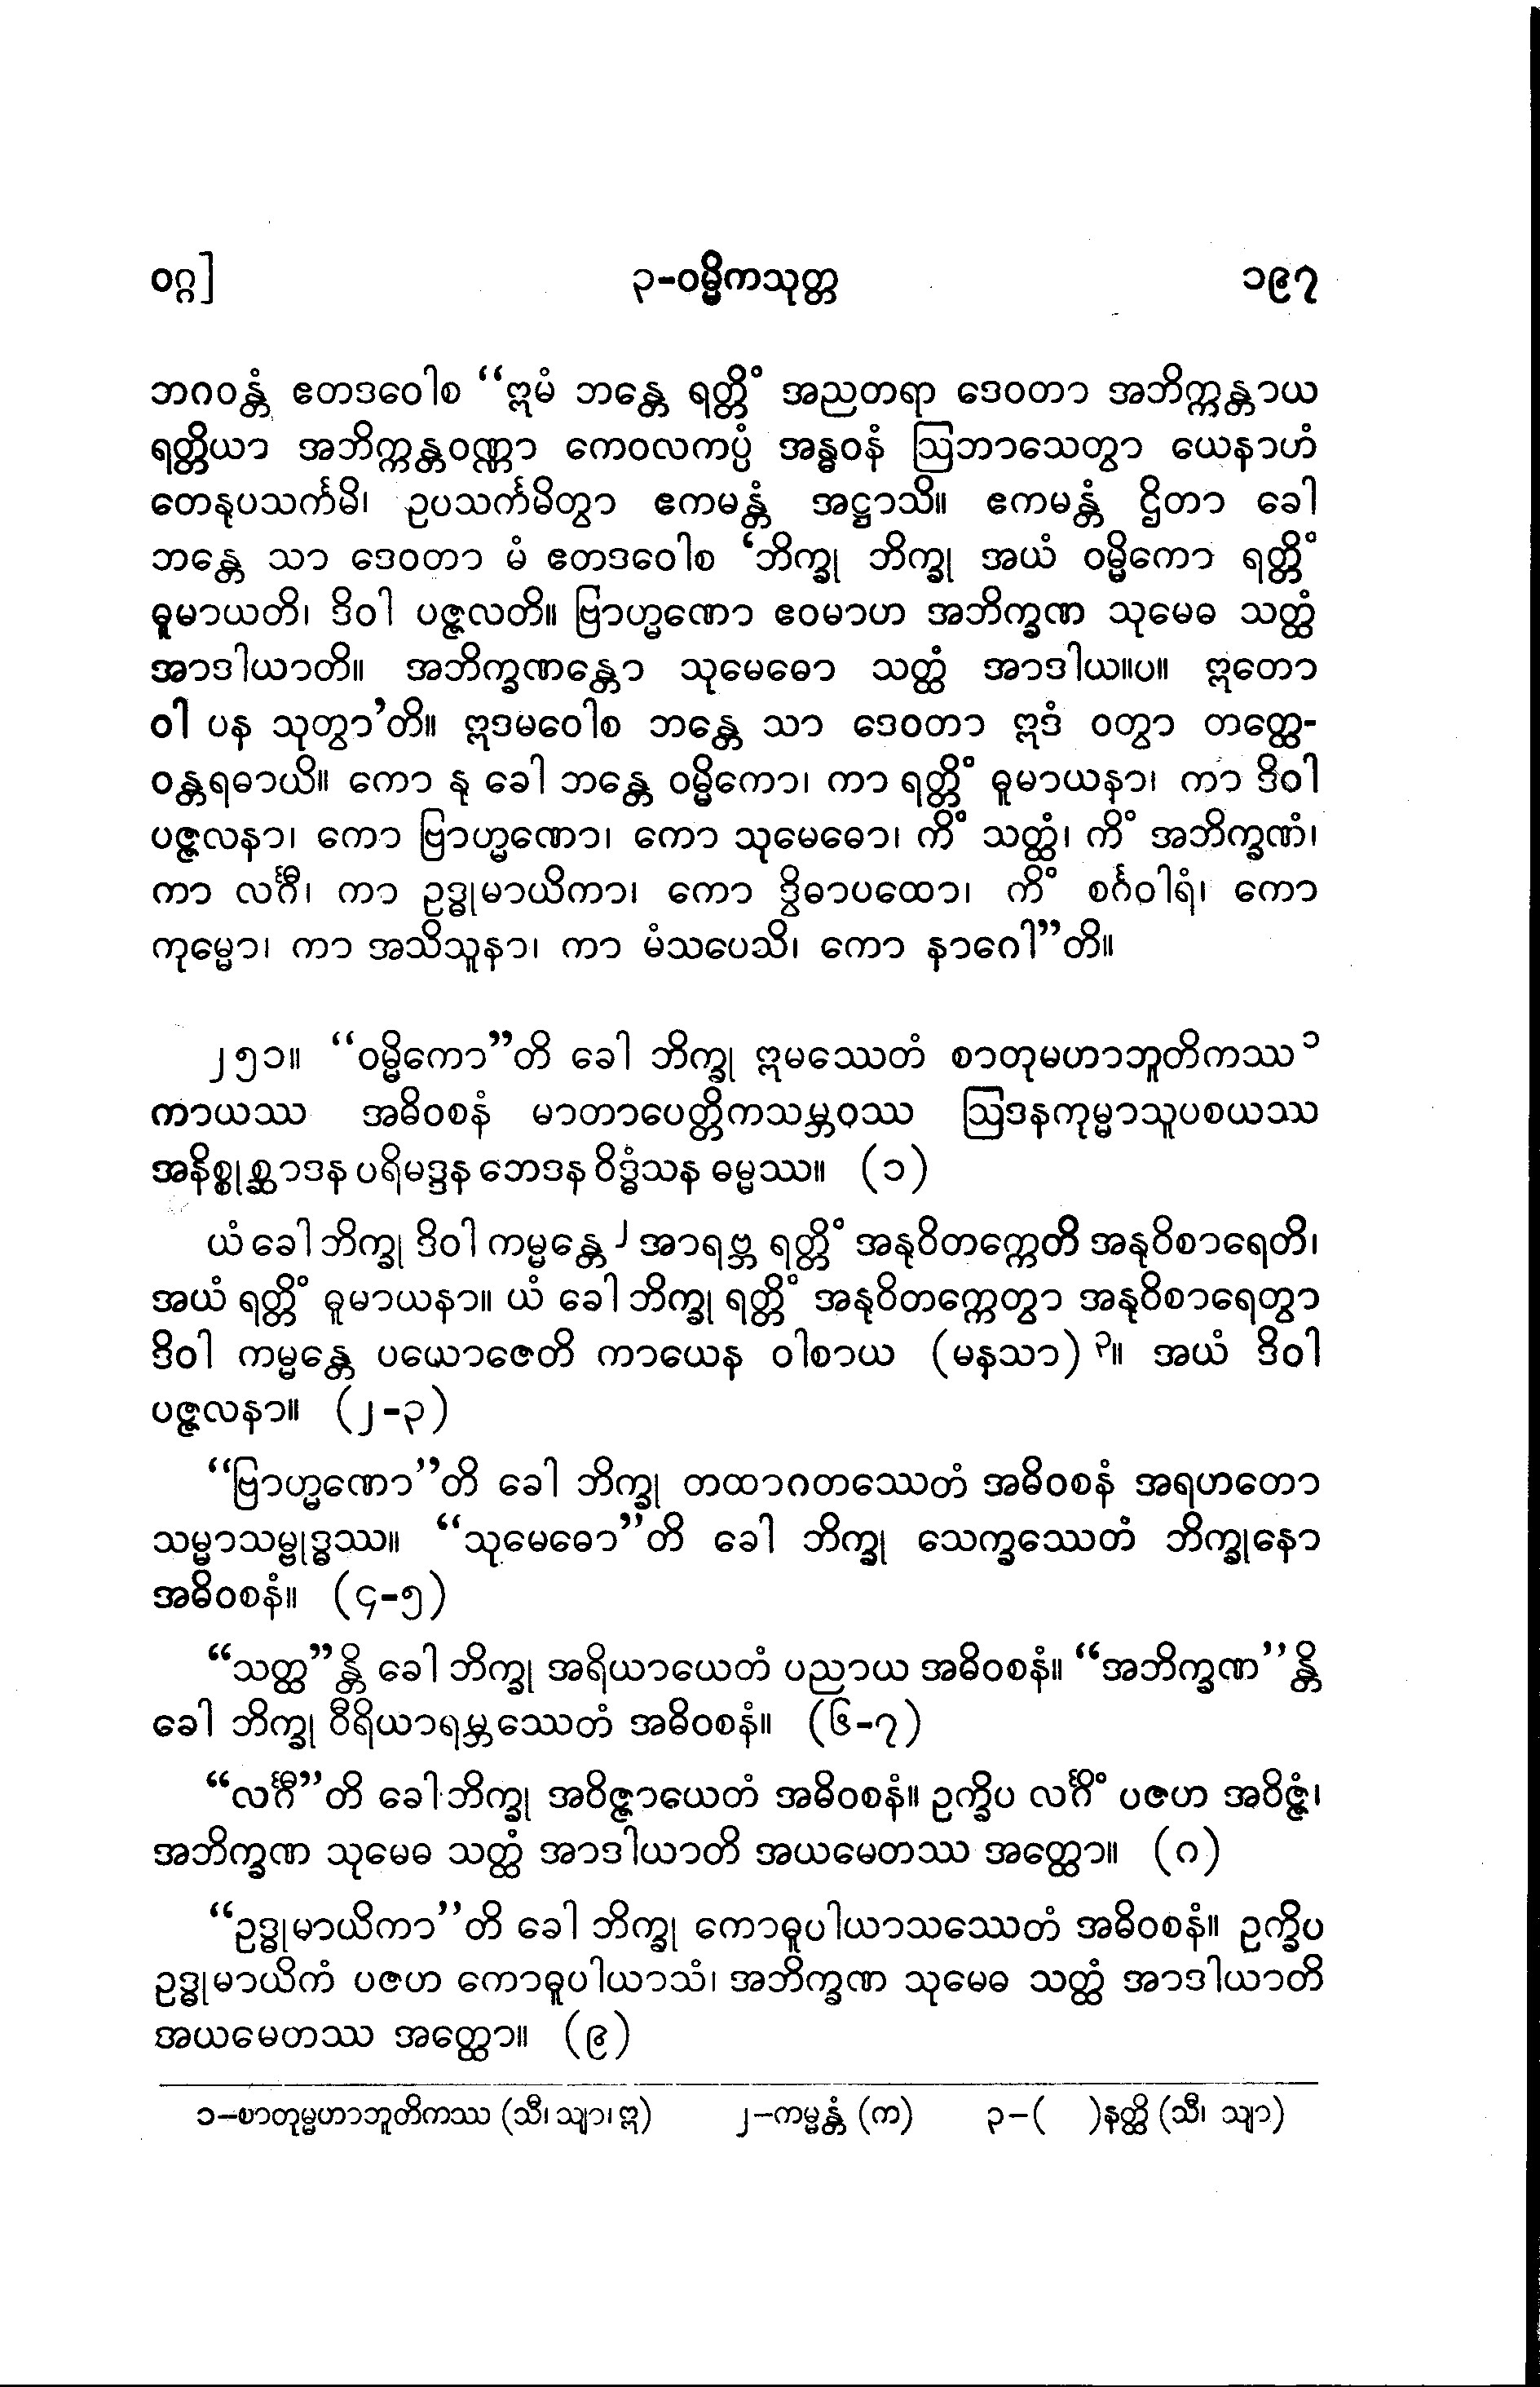 ဝဂ္ဂ] ၃-ဝမ္မိကသုတ္တ ၁၉၇
ဘဂဝန္တံ ဧတဒဝေါစ “ဣမံ ဘန္တေ ရတ္တိံ အညတရာ ဒေဝတာ အဘိက္ကန္တာယ
ရတ္တိယာ အဘိက္ကန္တဝဏ္ဏာ ကေဝလကပ္ပံ အန္ဓဝနံ ဩဘာသေတွာ ယေနာဟံ
တေနုပသင်္ကမိ၊ ဥပသင်္ကမိတွာ ဧကမန္တံ အဋ္ဌာသိ။ ဧကမန္တံ ဌိတာ ခေါ
ဘန္တေ သာ ဒေဝတာ မံ ဧတဒဝေါစ ‘ဘိက္ခု ဘိက္ခု အယံ ဝမ္မိကော ရတ္တိံ
ဓူမာယတိ၊ ဒိဝါ ပဇ္ဇလတိ။ ဗြာဟ္မဏော ဧဝမာဟ အဘိက္ခဏ သုမေဓ သတ္ထံ
အာဒါယာတိ။ အဘိက္ခဏန္တော သုမေဓော သတ္ထံ အာဒါယ။ပ။ ဣတော
ဝါ ပန သုတွာ’တိ။ ဣဒမဝေါစ ဘန္တေ သာ ဒေဝတာ ဣဒံ ဝတွာ တတ္ထေ-
ဝန္တရဓာယိ။ ကော နု ခေါ ဘန္တေ ဝမ္မိကော၊ ကာ ရတ္တိံ ဓူမာယနာ၊ ကာ ဒိဝါ
ပဇ္ဇလနာ၊ ကော ဗြာဟ္မဏော၊ ကော သုမေဓော၊ ကိံ သတ္ထံ၊ ကိံ အဘိက္ခဏံ၊
ကာ လင်္ဂီ၊ ကာ ဥဒ္ဓုမာယိကာ၊ ကော ဒွိဓာပထော၊ ကိံ စင်္ဂဝါရံ၊ ကော
ကုမ္မော၊ ကာ အသိသူနာ၊ ကာ မံသပေသိ၊ ကော နာဂေါ”တိ။
၂၅၁။ “ဝမ္မိကော”တိ ခေါ ဘိက္ခု ဣမဿေတံ စာတုမဟာဘူတိကဿ ၁
ကာယဿ အဓိဝစနံ မာတာပေတ္တိကသမ္ဘဝဿ ဩဒနကုမ္မာသူပစယဿ
အနိစ္စုစ္ဆာဒန ပရိမဒ္ဒန ဘေဒန ဝိဒ္ဓံသန ဓမ္မဿ။ (၁)
ယံ ခေါ ဘိက္ခု ဒိဝါ ကမ္မန္တေ ၂ အာရဗ္ဘ ရတ္တိံ အနုဝိတက္ကေတိ အနုဝိစာရေတိ၊
အယံ ရတ္တိံ ဓူမာယနာ။ ယံ ခေါ ဘိက္ခု ရတ္တိံ အနုဝိတက္ကေတွာ အနုဝိစာရေတွာ
ဒိဝါ ကမ္မန္တေ ပယောဇေတိ ကာယေန ဝါစာယ (မနသာ) ၃။ အယံ ဒိဝါ
ပဇ္ဇလနာ။ (၂-၃)
“ဗြာဟ္မဏော”တိ ခေါ ဘိက္ခု တထာဂတဿေတံ အဓိဝစနံ အရဟတော
သမ္မာသမ္ဗုဒ္ဓဿ။ “သုမေဓော”တိ ခေါ ဘိက္ခု သေက္ခဿေတံ ဘိက္ခုနော
အဓိဝစနံ။ (၄-၅)
“သတ္ထ”န္တိ ခေါ ဘိက္ခု အရိယာယေတံ ပညာယ အဓိဝစနံ။ “အဘိက္ခဏ”န္တိ
ခေါ ဘိက္ခု ဝီရိယာရမ္ဘဿေတံ အဓိဝစနံ။ (၆-၇)
“လင်္ဂီ”တိ ခေါ ဘိက္ခု အဝိဇ္ဇာယေတံ အဓိဝစနံ။ ဥက္ခိပ လင်္ဂိံ ပဇဟ အဝိဇ္ဇံ၊
အဘိက္ခဏ သုမေဓ သတ္ထံ အာဒါယာတိ အယမေတဿ အတ္ထော။ (ဂ)
“ဥဒ္ဓုမာယိကာ”တိ ခေါ ဘိက္ခု ကောဓူပါယာသဿေတံ အဓိဝစနံ။ ဥက္ခိပ
ဥဒ္ဓုမာယိကံ ပဇဟ ကောဓူပါယာသံ၊ အဘိက္ခဏ သုမေဓ သတ္ထံ အာဒါယာတိ
အယမေတဿ အတ္ထော။ (၉)
၁–စာတုမ္မဟာဘူတိကဿ (သီ၊ သျာ၊ ဣ) ၂–ကမ္မန္တံ (က) ၃–( )နတ္ထိ (သီ၊ သျာ)